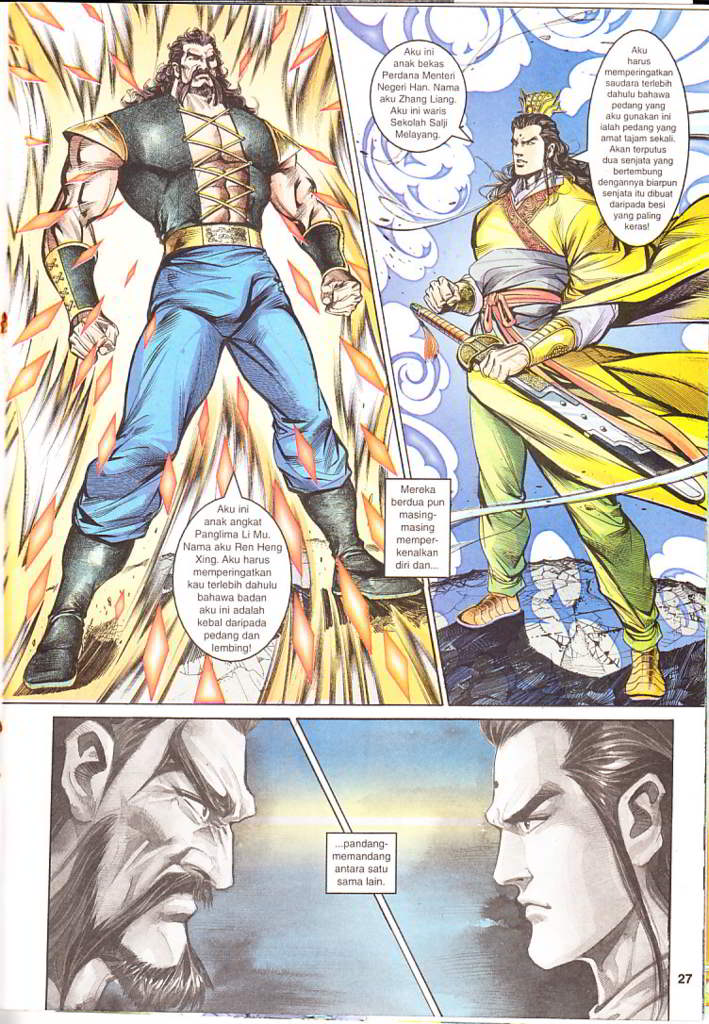 Aku ini
anak angkat
Panglima Li Mu.
Nama aku Ren Heng
Xing. Aku harus
memperingatkan
kau terlebih dahulu
bahawa badan
aku ini adalah
kebal daripada
pedang dan
lembing!
Aku ini
anak bekas
Perdana Menteri
Negeri Han. Nama
aku Zhang Liang.
Aku ini waris
Sekolah Salji
Melayang.
Aku
harus
memperingatkan
saudara terlebih
dahulu bahawa
pedang yang
aku gunakan ini
ialah pedang yang
amat tajam sekali.
Akan terputus
dua senjata yang
bertembung
dengannya biarpun
senjata itu dibuat
daripada besi
yang paling
keras!
Mereka
berdua pun
masing-
masing
memper-
kenalkan
diri dan...
...pandang-
memandang
antara satu
sama lain.
27